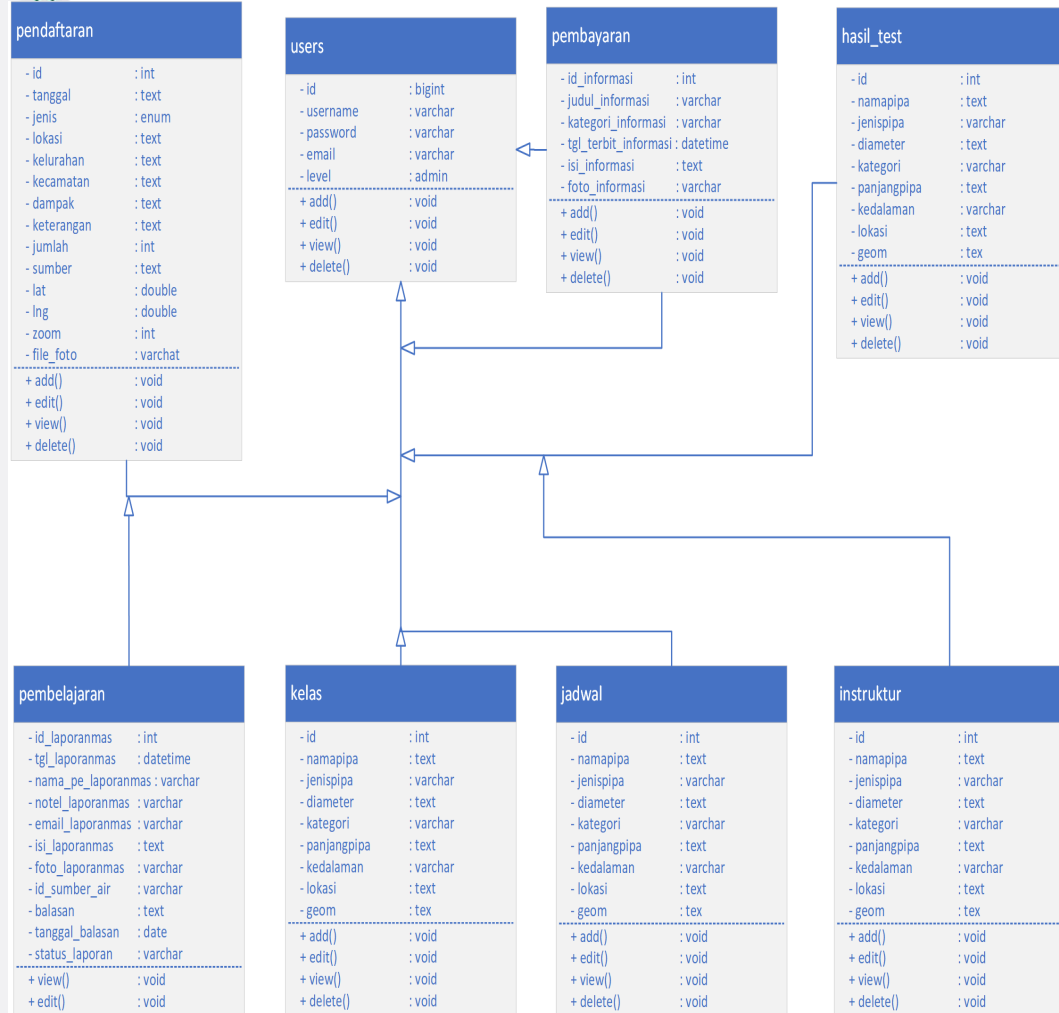 pendaftaran
- id : int
- tanggal : text
- jenis : enum
- lokasi : text
- kelurahan : text
- kecamatan : text
- dampak : text
- keterangan : text
- jumlah : int
- sumber : text
- lat : double
- lng : double
- zoom : int
- file_foto : varchat
+ add() : void
+ edit() : void
+ view() : void
+ delete() : void
users
- id : bigint
- username : varchar
- password : varchar
- email : varchar
- level : admin
+ add() : void
+ edit() : void
+ view() : void
+ delete() : void
pembayaran
- id_informasi : int
- judul_informasi : varchar
- kategori_informasi : varchar
- tgl_terbit_informasi : datetime
- isi_informasi : text
- foto_informasi : varchar
+ add() : void
+ edit() : void
+ view() : void
+ delete() : void
hasil_test
- id : int
- namapipa : text
- jenispipa : varchar
- diameter : text
- kategori : varchar
- panjangpipa : text
- kedalaman : varchar
- lokasi : text
- geom : tex
+ add() : void
+ edit() : void
+ view() : void
+ delete() : void
pembelajaran
- id_laporanmas : int
- tgl_laporanmas : datetime
- nama_pe_laporanmas : varchar
- notel_laporanmas : varchar
- email_laporanmas : varchar
- isi_laporanmas : text
- foto_laporanmas : varchar
- id_sumber_air : varchar
- balasan : text
- tanggal_balasan : date
- status_laporan : varchar
+ view() : void
+ edit() : void
kelas
- id : int
- namapipa : text
- jenispipa : varchar
- diameter : text
- kategori : varchar
- panjangpipa : text
- kedalaman : varchar
- lokasi : text
- geom : tex
+ add() : void
+ edit() : void
+ view() : void
+ delete() : void
jadwal
- id : int
- namapipa : text
- jenispipa : varchar
- diameter : text
- kategori : varchar
- panjangpipa : text
- kedalaman : varchar
- lokasi : text
- geom : tex
+ add() : void
+ edit() : void
+ view() : void
+ delete() : void
instruktur
- id : int
- namapipa : text
- jenispipa : varchar
- diameter : text
- kategori : varchar
- panjangpipa : text
- kedalaman : varchar
- lokasi : text
- geom : tex
+ add() : void
+ edit() : void
+ view() : void
+ delete() : void